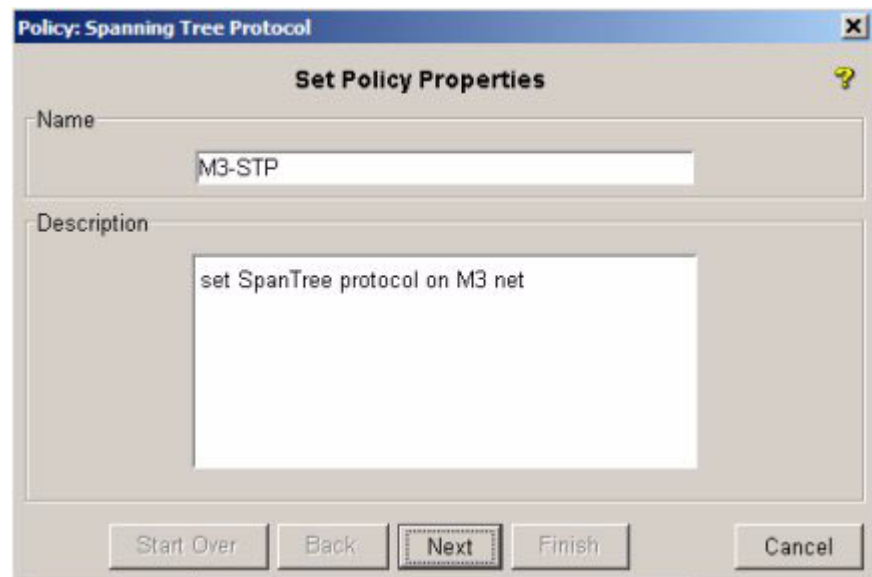 Policy: Spanning Tree Protocol
Set Policy Properties
Name
M3-STP
Description
set SpanTree protocol on M3 net
Start Over
Back
Next
Finish
Cancel